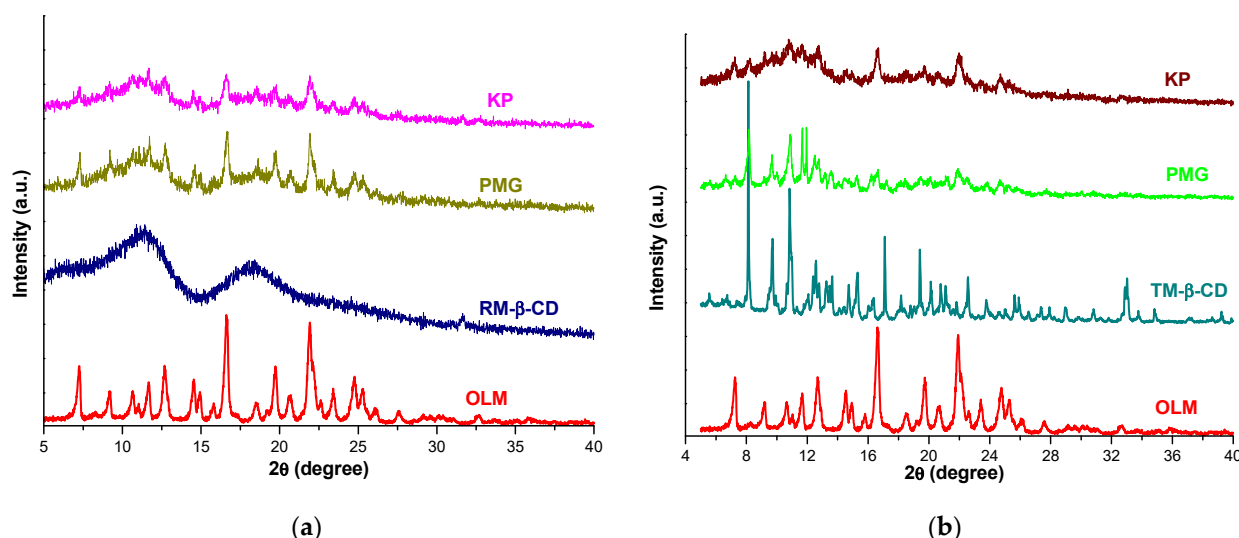 KP
PMG
RM-β-CD
OLM
Intensity (a.u.)
5 10 15 20 25 30 35 40
2θ (degree)
(a)
KP
PMG
TM-β-CD
OLM
Intensity (a.u.)
4 8 12 16 20 24 28 32 36 40
2θ (degree)
(b)